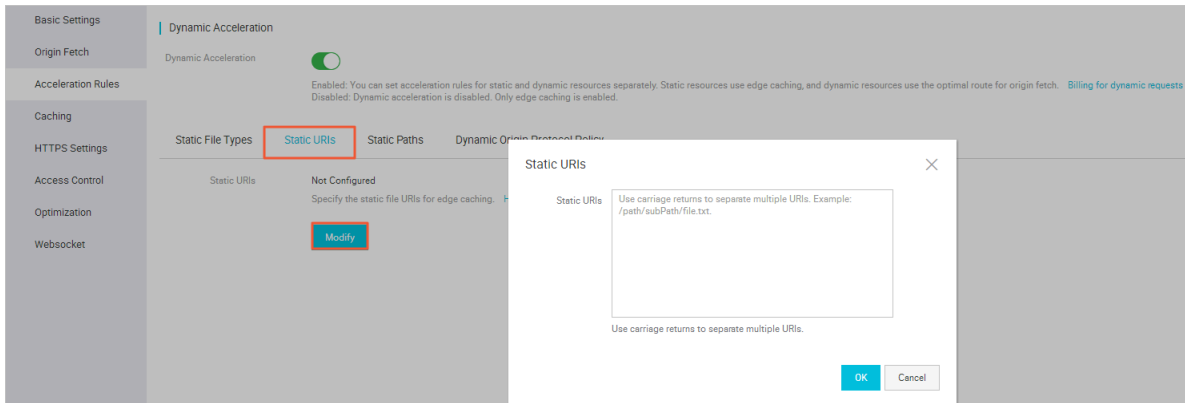 Basic Settings
Origin Fetch
Acceleration Rules
Caching
HTTPS Settings
Access Control
Optimization
Websocket
Dynamic Acceleration
Dynamic Acceleration
Enabled: You can set acceleration rules for static and dynamic resources separately. Static resources use edge caching, and dynamic resources use the optimal route for origin fetch. Billing for dynamic requests
Disabled: Dynamic acceleration is disabled. Only edge caching is enabled.
Static File Types Static URIs Static Paths Dynamic Origin Protocol Policy
Static URIs Not Configured
Specify the static file URIs for edge caching. H
Modify
Static URIs
Static URIs
Use carriage returns to separate multiple URIs. Example:
/path/subPath/file.txt.
Use carriage returns to separate multiple URIs.
OK Cancel